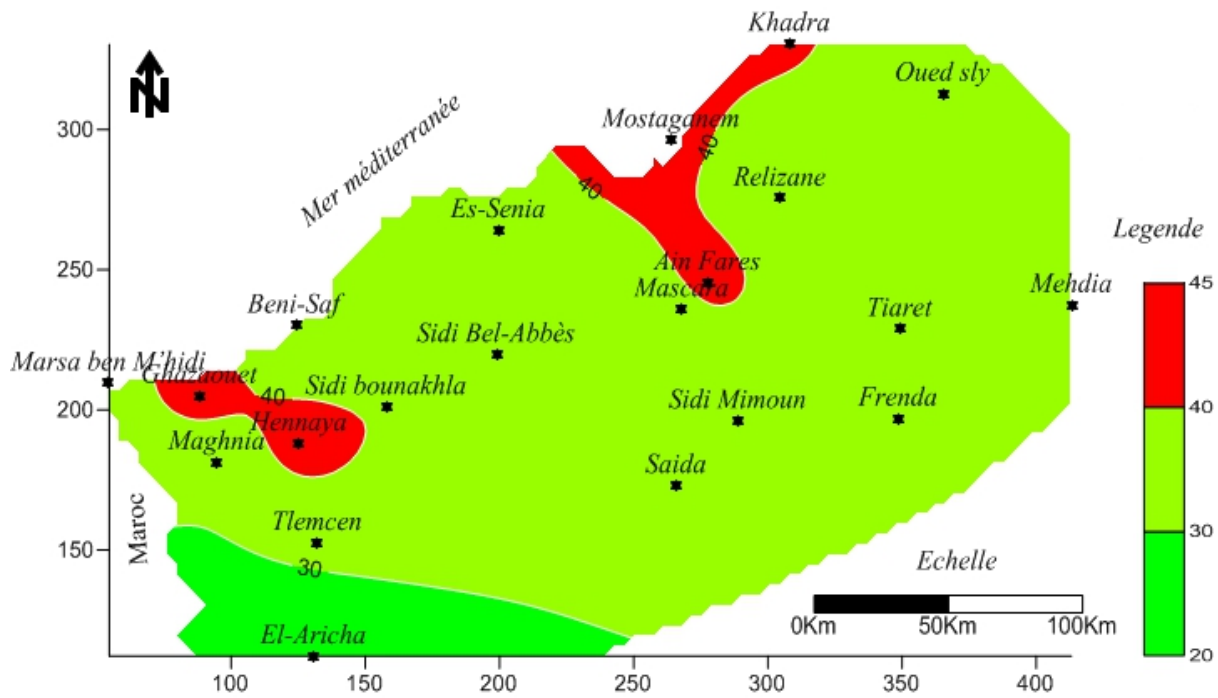 Khadra
N
Oued sly
Mostaganem
300
Mer méditerranée
40
40
Relizane
Es-Senia
Legende
250
Ain Fares
45
Mascara
Mehdia
Beni-Saf
Tiaret
Sidi Bel-Abbès
Marsa ben M'hidi
Ghazaouet
Sidi bounakhla
40
Sidi Mimoun
Frenda
40
200
Hennaya
Maghnia
Saida
Maroc
Tlemcen
30
150
30
Echelle
0Km 50Km 100Km
El-Aricha
20
100 150 200 250 300 350 400